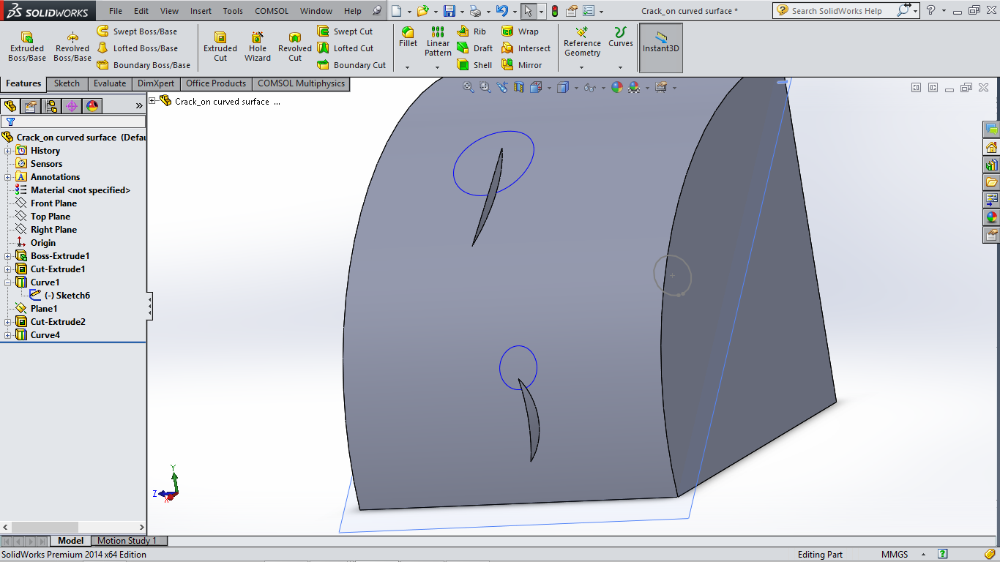 SOLIDWORKS File Edit View Insert Tools COMSOL Window Help Crack_on curved surface * Search SolidWorks Help ?
Extruded Boss/Base
Revolved Boss/Base
Swept Boss/Base
Lofted Boss/Base
Boundary Boss/Base
Extruded Cut
Hole Wizard
Revolved Cut
Swept Cut
Lofted Cut
Boundary Cut
Fillet
Linear Pattern
Rib
Draft
Shell
Wrap
Intersect
Mirror
Reference Geometry
Curves
Instant3D
Features Sketch Evaluate DimXpert Office Products COMSOL Multiphysics
Crack_on curved surface ...
Crack_on curved surface (Defau
History
Sensors
Annotations
Material <not specified>
Front Plane
Top Plane
Right Plane
Origin
Boss-Extrude1
Cut-Extrude1
Curve1
(-) Sketch6
Plane1
Cut-Extrude2
Curve4
Y
Z
X
Model Motion Study 1
SolidWorks Premium 2014 x64 Edition Editing Part MMGS ?